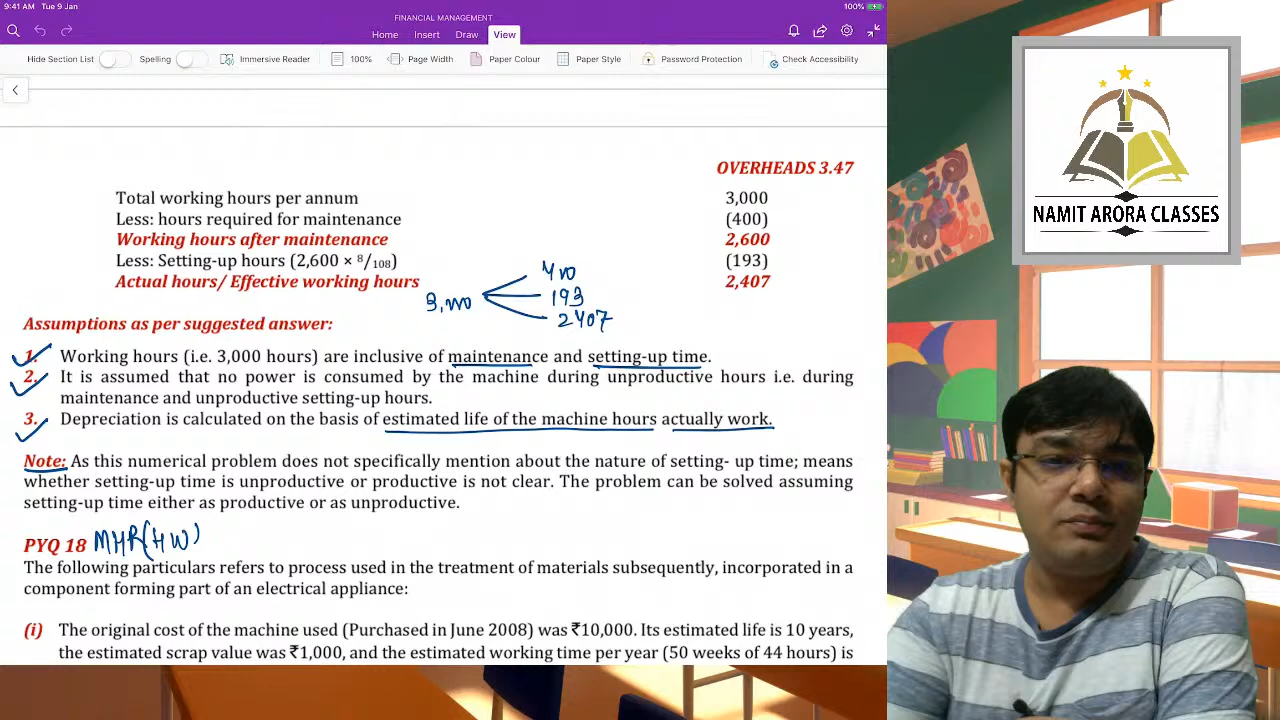 9:41 AM Tue 9 Jan
100%
FINANCIAL MANAGEMENT
Home Insert Draw View
Hide Section List Spelling Immersive Reader 100% Page Width Paper Colour Paper Style Password Protection Check Accessibility
OVERHEADS 3.47
Total working hours per annum 3,000
Less: hours required for maintenance (400)
Working hours after maintenance 2,600
Less: Setting-up hours (2,600 × 8/108) (193)
Actual hours/ Effective working hours 2,407
400
193
2407
Assumptions as per suggested answer:
1. Working hours (i.e. 3,000 hours) are inclusive of maintenance and setting-up time.
2. It is assumed that no power is consumed by the machine during unproductive hours i.e. during
maintenance and unproductive setting-up hours.
3. Depreciation is calculated on the basis of estimated life of the machine hours actually work.
Note: As this numerical problem does not specifically mention about the nature of setting- up time; means
whether setting-up time is unproductive or productive is not clear. The problem can be solved assuming
setting-up time either as productive or as unproductive.
PYQ 18 MHR (HW)
The following particulars refers to process used in the treatment of materials subsequently, incorporated in a
component forming part of an electrical appliance:
(i) The original cost of the machine used (Purchased in June 2008) was ₹10,000. Its estimated life is 10 years,
the estimated scrap value was ₹1,000, and the estimated working time per year (50 weeks of 44 hours) is
NAMIT ARORA CLASSES